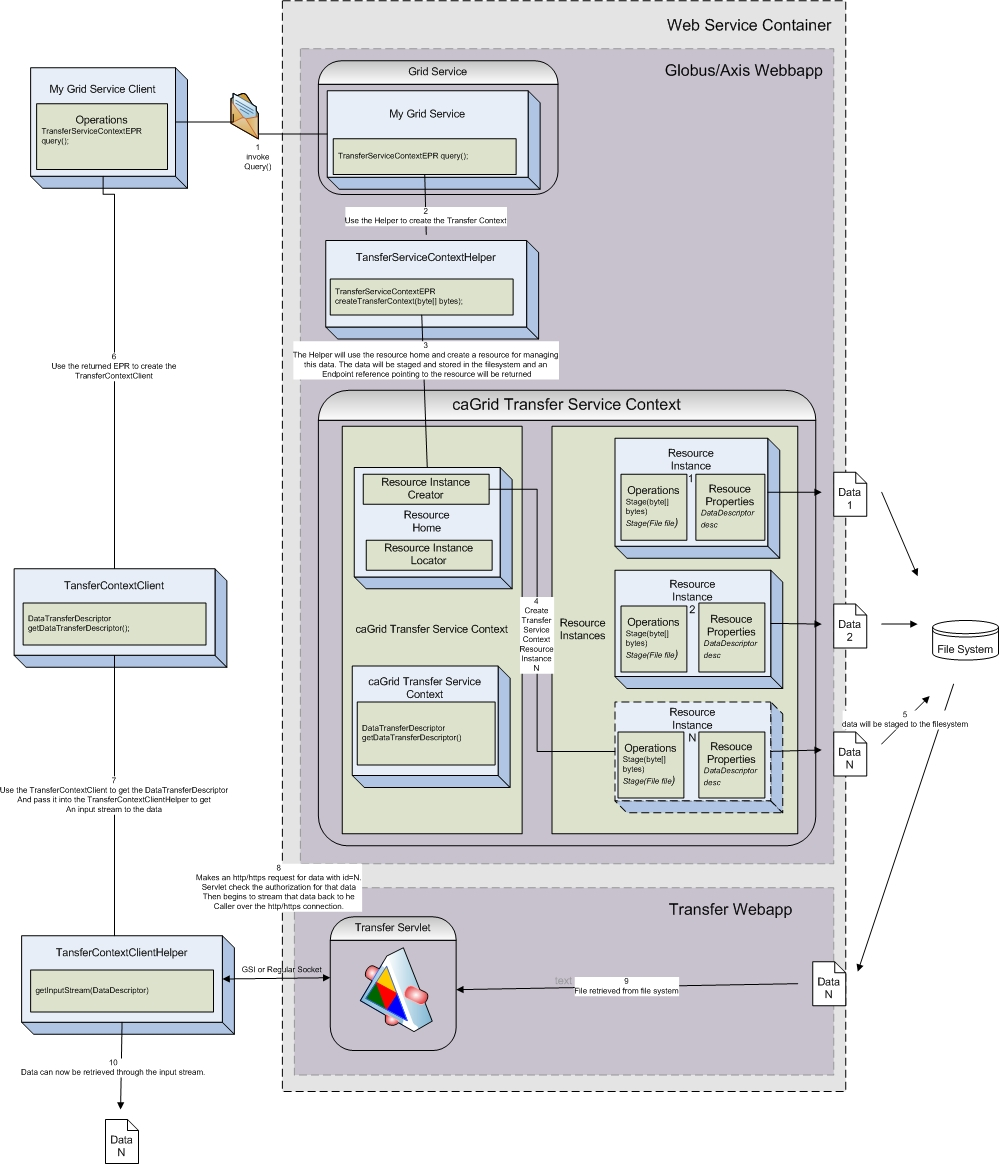 Web Service Container
Globus/Axis Webbapp
My Grid Service Client
Operations
TransferServiceContextEPR
query();
1
invoke
Query()
Grid Service
My Grid Service
TransferServiceContextEPR query();
2
Use the Helper to create the Transfer Context
TansferServiceContextHelper
TransferServiceContextEPR
createTransferContext(byte[] bytes);
3
The Helper will use the resource home and create a resource for managing
this data. The data will be staged and stored in the filesystem and an
Endpoint reference pointing to the resource will be returned
6
Use the returned EPR to create the
TransferContextClient
caGrid Transfer Service Context
Resource Instance
Creator
Resource
Home
Resource Instance
Locator
caGrid Transfer Service Context
caGrid Transfer Service
Context
DataTransferDescriptor
getDataTransferDescriptor()
4
Create
Transfer
Service
Context
Resource
Instance
N
Resource
Instances
Resource
Instance
1
Operations
Stage(byte[]
bytes)
Stage(File file)
Resouce
Properties
DataDescriptor
desc
Data
1
Resource
Instance
2
Operations
Stage(byte[]
bytes)
Stage(File file)
Resouce
Properties
DataDescriptor
desc
Data
2
File System
Resource
Instance
N
Operations
Stage(byte[]
bytes)
Stage(File file)
Resouce
Properties
DataDescriptor
desc
Data
N
5
data will be staged to the filesystem
TansferContextClient
DataTransferDescriptor
getDataTransferDescriptor();
7
Use the TransferContextClient to get the DataTransferDescriptor
And pass it into the TransferContextClientHelper to get
An input stream to the data
8
Makes an http/https request for data with id=N.
Servlet check the authorization for that data
Then begins to stream that data back to he
Caller over the http/https connection.
Transfer Webapp
Transfer Servlet
TansferContextClientHelper
getInputStream(DataDescriptor)
GSI or Regular Socket
text
9
File retrieved from file system
Data
N
10
Data can now be retrieved through the input stream.
Data
N